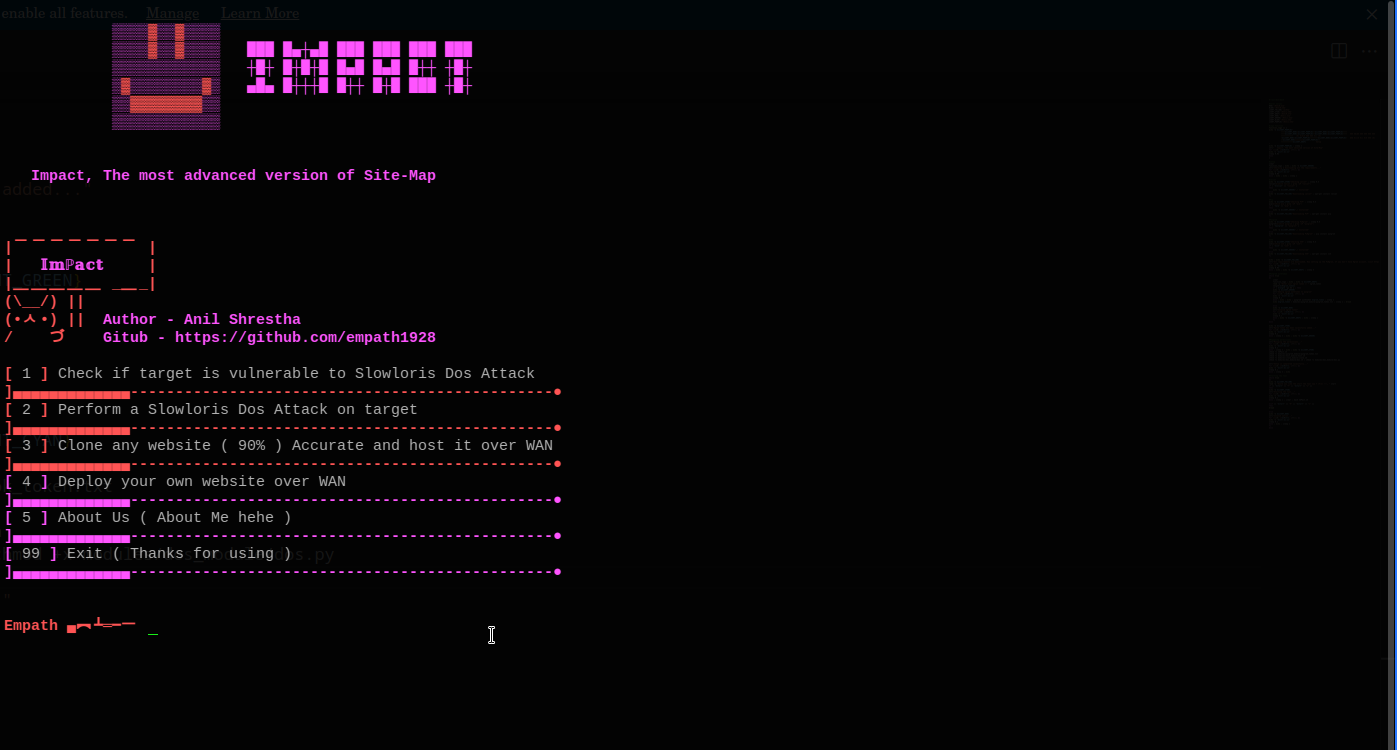 enable all features. Manage Learn More
IMPACT
Impact, The most advanced version of Site-Map
added...
ImPact
GREEN)
(\__/) ||
(•ㅅ•) || Author - Anil Shrestha
/ づ Gitub - https://github.com/empath1928
[ 1 ] Check if target is vulnerable to Slowloris Dos Attack
[ 2 ] Perform a Slowloris Dos Attack on target
[ 3 ] Clone any website ( 90% ) Accurate and host it over WAN
[ 4 ] Deploy your own website over WAN
[ 5 ] About Us ( About Me hehe )
[ 99 ] Exit ( Thanks for using )
Empath